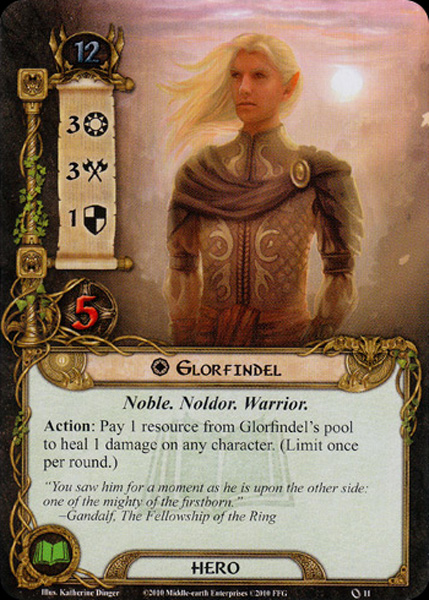 12
3
3
1
5
Glorfindel
Noble. Noldor. Warrior.
Action: Pay 1 resource from Glorfindel's pool
to heal 1 damage on any character. (Limit once
per round.)
"You saw him for a moment as he is upon the other side:
one of the mighty of the firstborn."
–Gandalf, The Fellowship of the Ring
HERO
Illus. Katherine Dinger ©2010 Middle-earth Enterprises ©2010 FFG 11